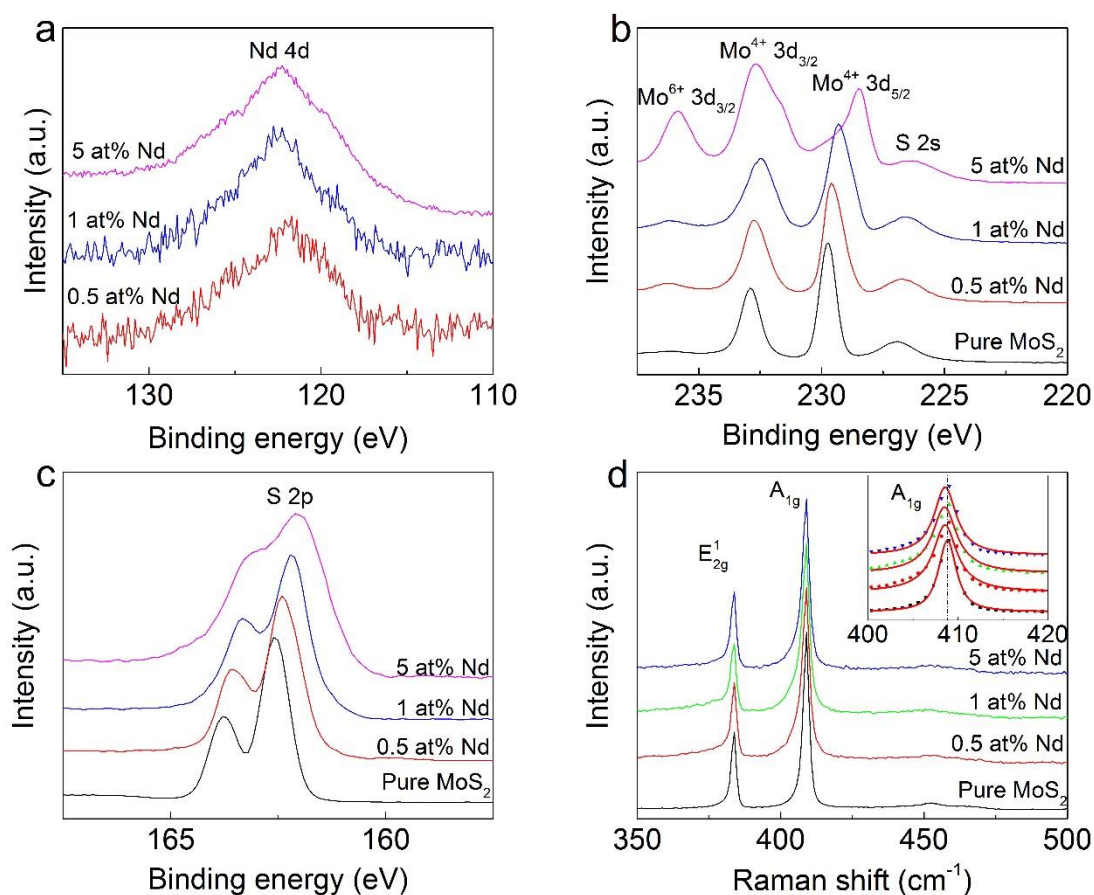 a
Nd 4d
5 at% Nd
1 at% Nd
0.5 at% Nd
Intensity (a.u.)
130 120 110
Binding energy (eV)
b
Mo⁴⁺ 3d₃/₂
Mo⁴⁺ 3d₅/₂
Mo⁶⁺ 3d₃/₂
S 2s
5 at% Nd
1 at% Nd
0.5 at% Nd
Pure MoS₂
Intensity (a.u.)
235 230 225 220
Binding energy (eV)
c
S 2p
5 at% Nd
1 at% Nd
0.5 at% Nd
Pure MoS₂
Intensity (a.u.)
165 160
Binding energy (eV)
d
A₁g
E¹₂g
A₁g
400 410 420
5 at% Nd
1 at% Nd
0.5 at% Nd
Pure MoS₂
Intensity (a.u.)
350 400 450 500
Raman shift (cm⁻¹)